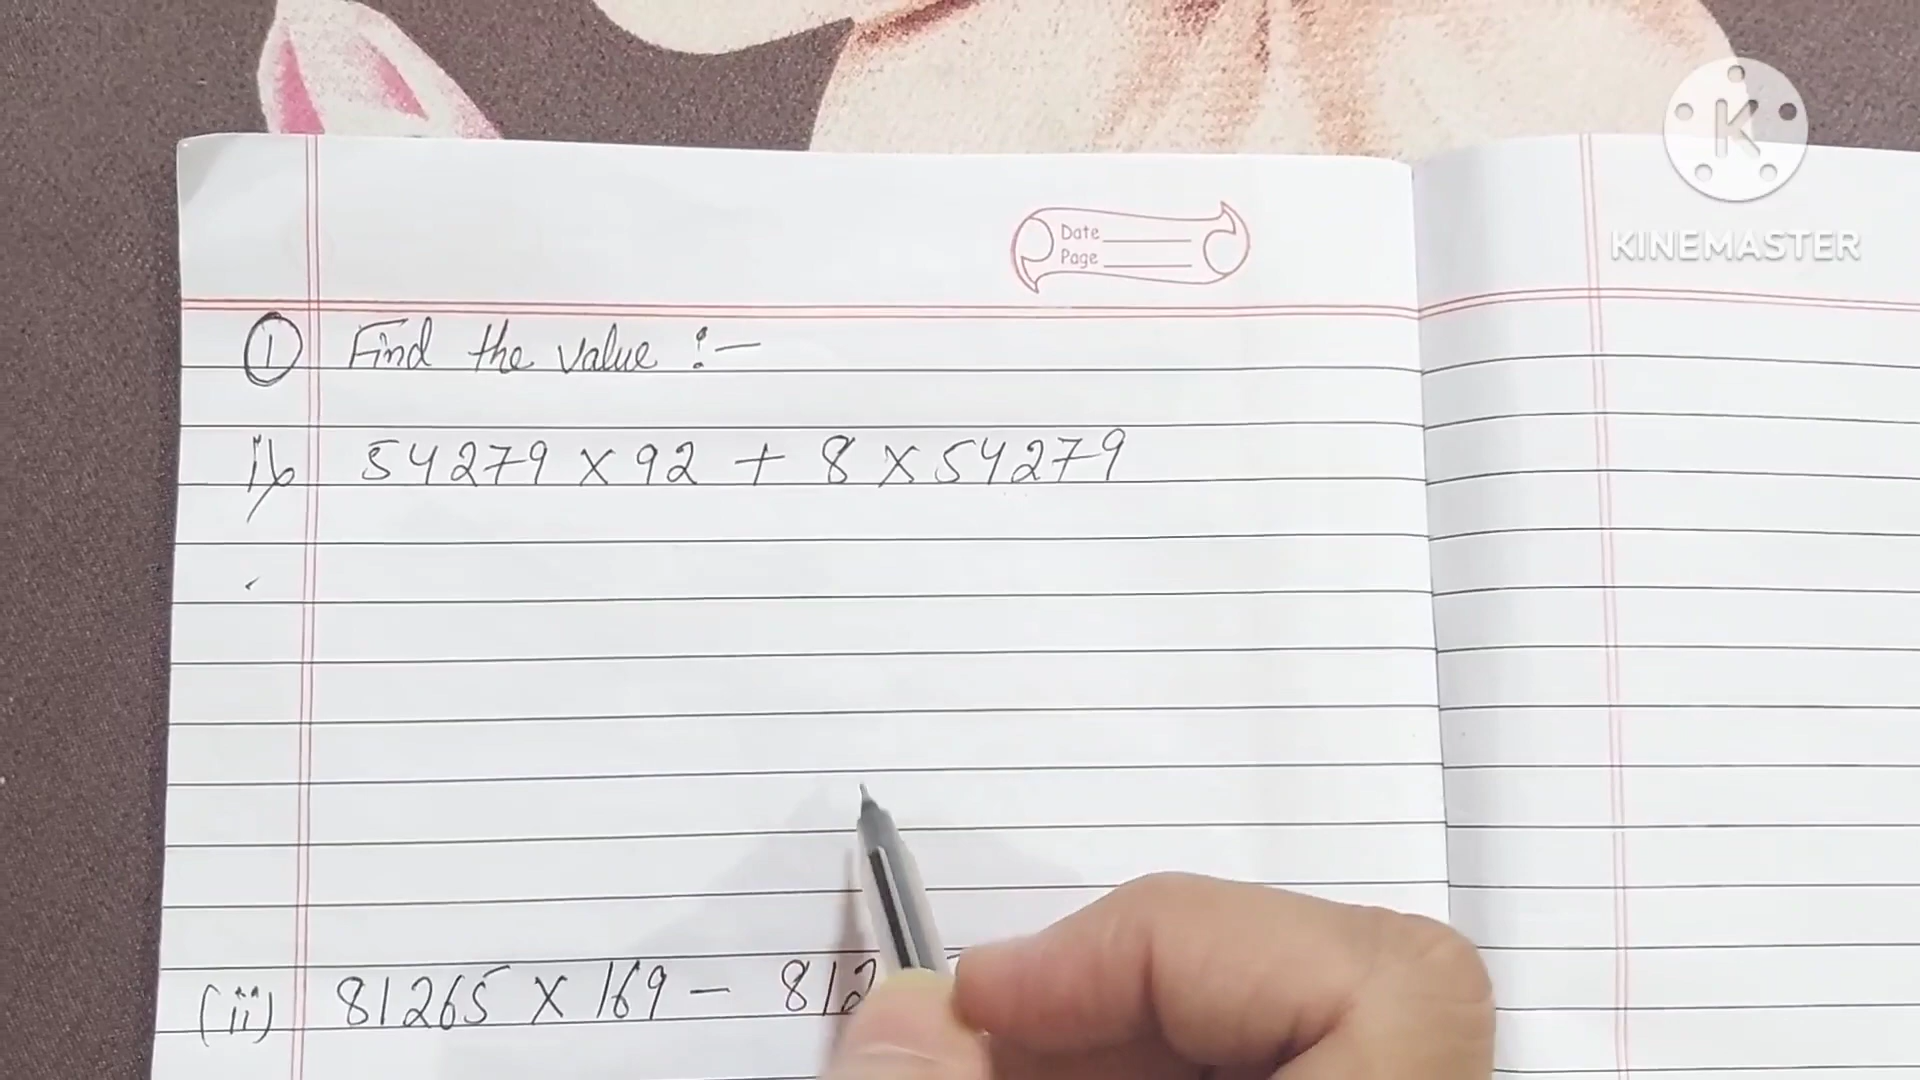 K
KINEMASTER
Date
Page
① Find the value :-
i) 54279 × 92 + 8 × 54279
(ii) 81265 × 169 - 812